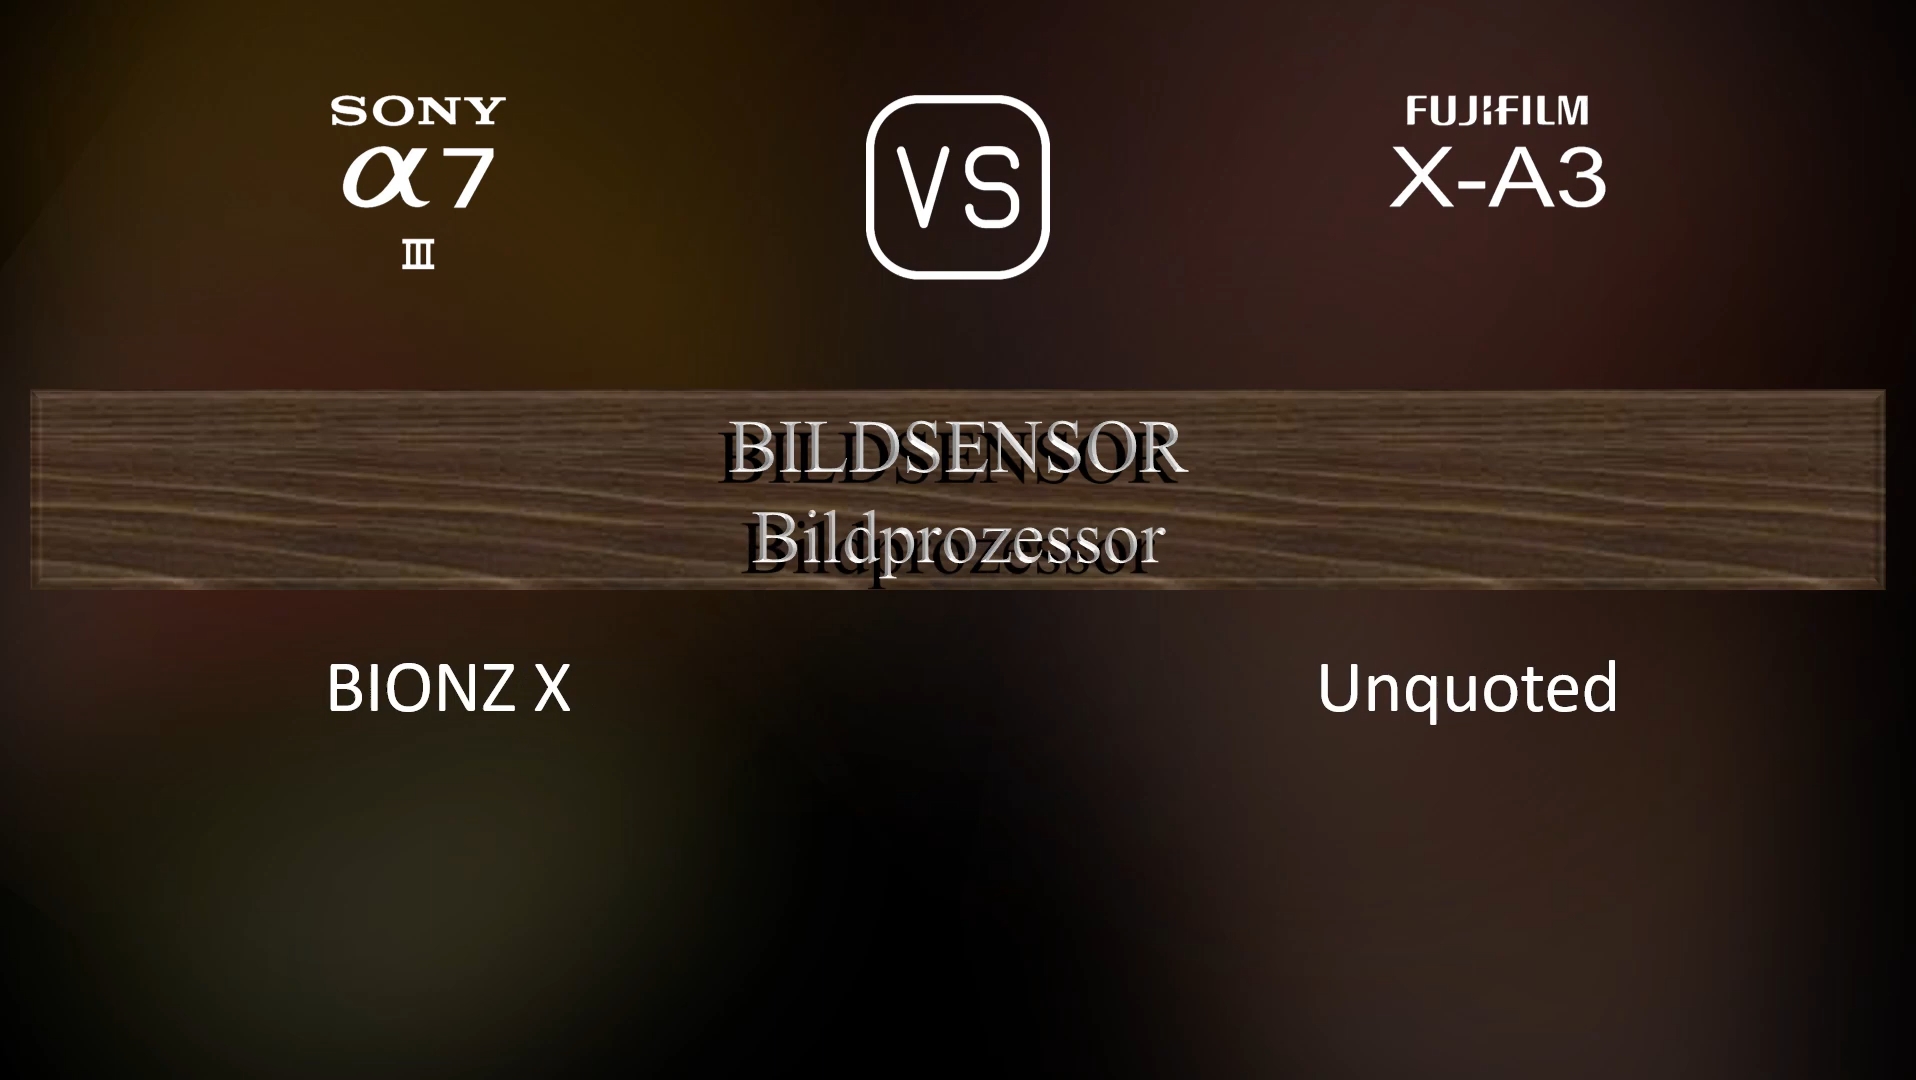 SONY
α7
III
VS
FUJIFILM
X-A3
BILDSENSOR
Bildprozessor
BIONZ X
Unquoted